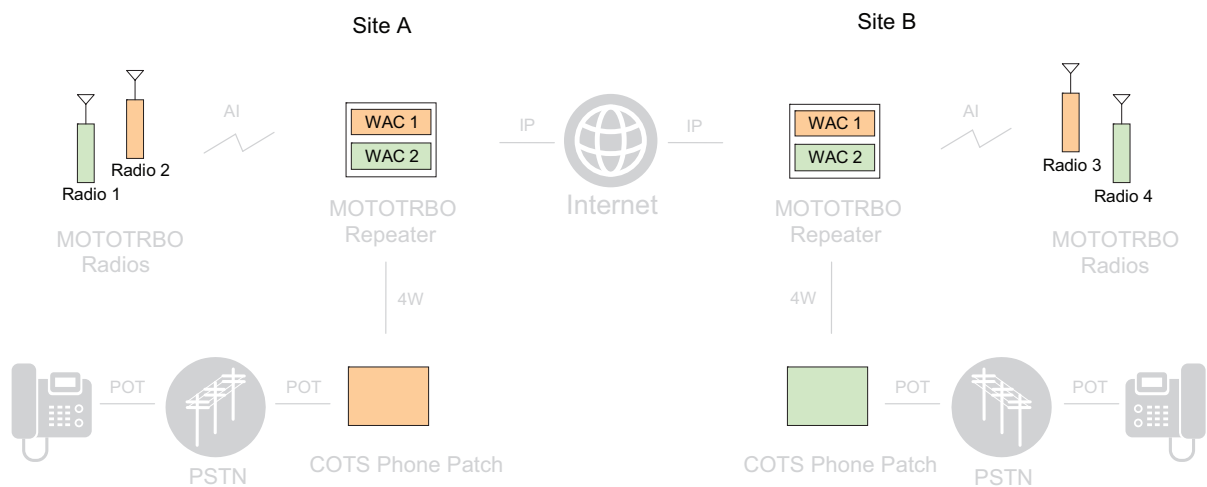 Site A
Site B
AI
WAC 1
WAC 2
IP
IP
WAC 1
WAC 2
AI
Radio 2
Radio 1
Radio 3
Radio 4
MOTOTRBO
Radios
MOTOTRBO
Repeater
Internet
MOTOTRBO
Repeater
MOTOTRBO
Radios
4W
4W
POT
POT
POT
POT
PSTN
COTS Phone Patch
COTS Phone Patch
PSTN